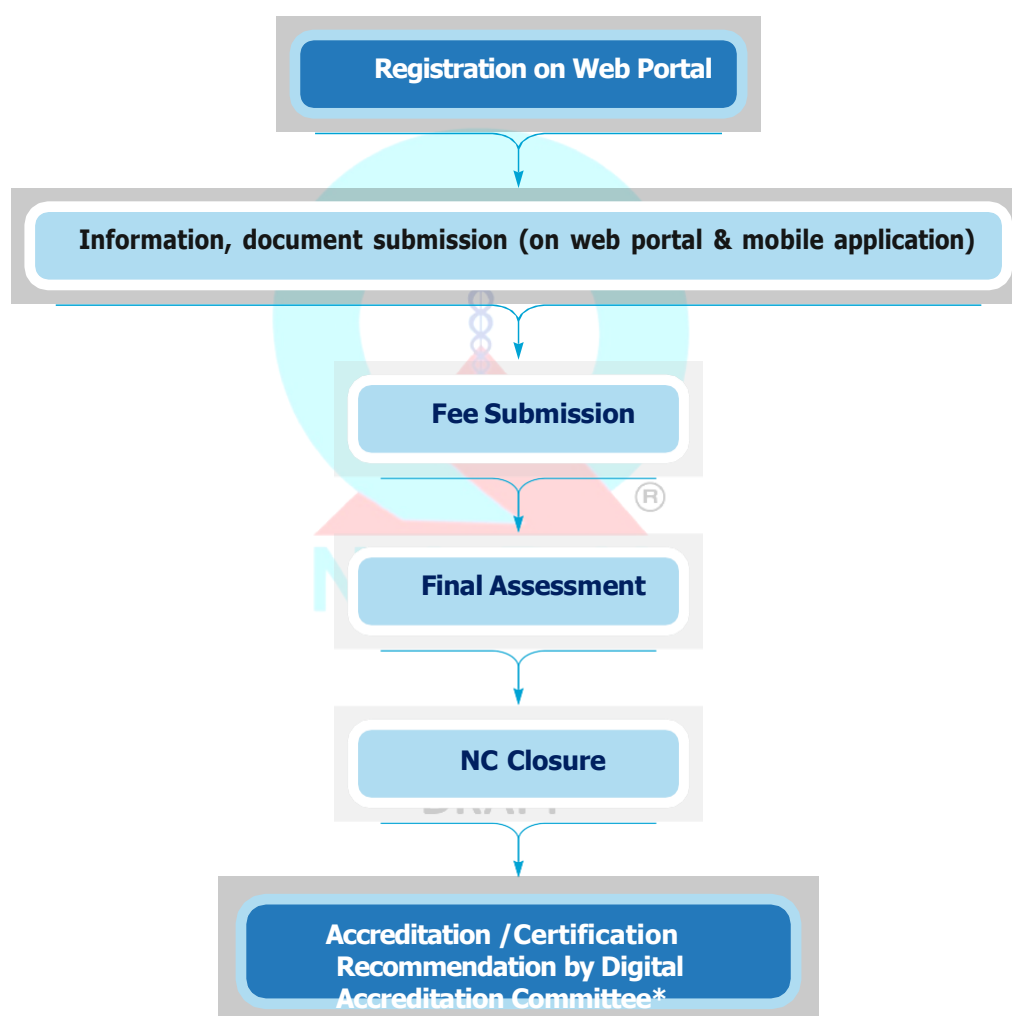 Registration on Web Portal
Information, document submission (on web portal & mobile application)
Fee Submission
®
Final Assessment
N
NC Closure
Accreditation /Certification
Recommendation by Digital
Accreditation Committee*